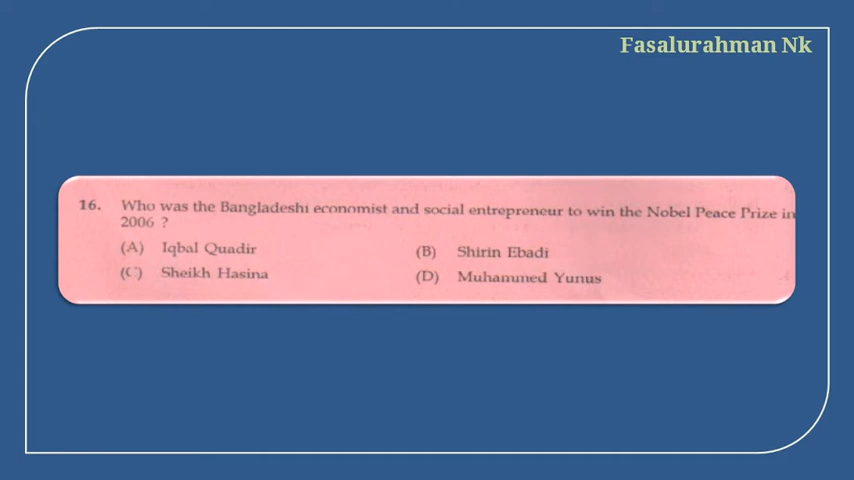 Fasalurahman Nk
16. Who was the Bangladeshi economist and social entrepreneur to win the Nobel Peace Prize in
2006 ?
(A) Iqbal Quadir (B) Shirin Ebadi
(C) Sheikh Hasina (D) Muhammed Yunus